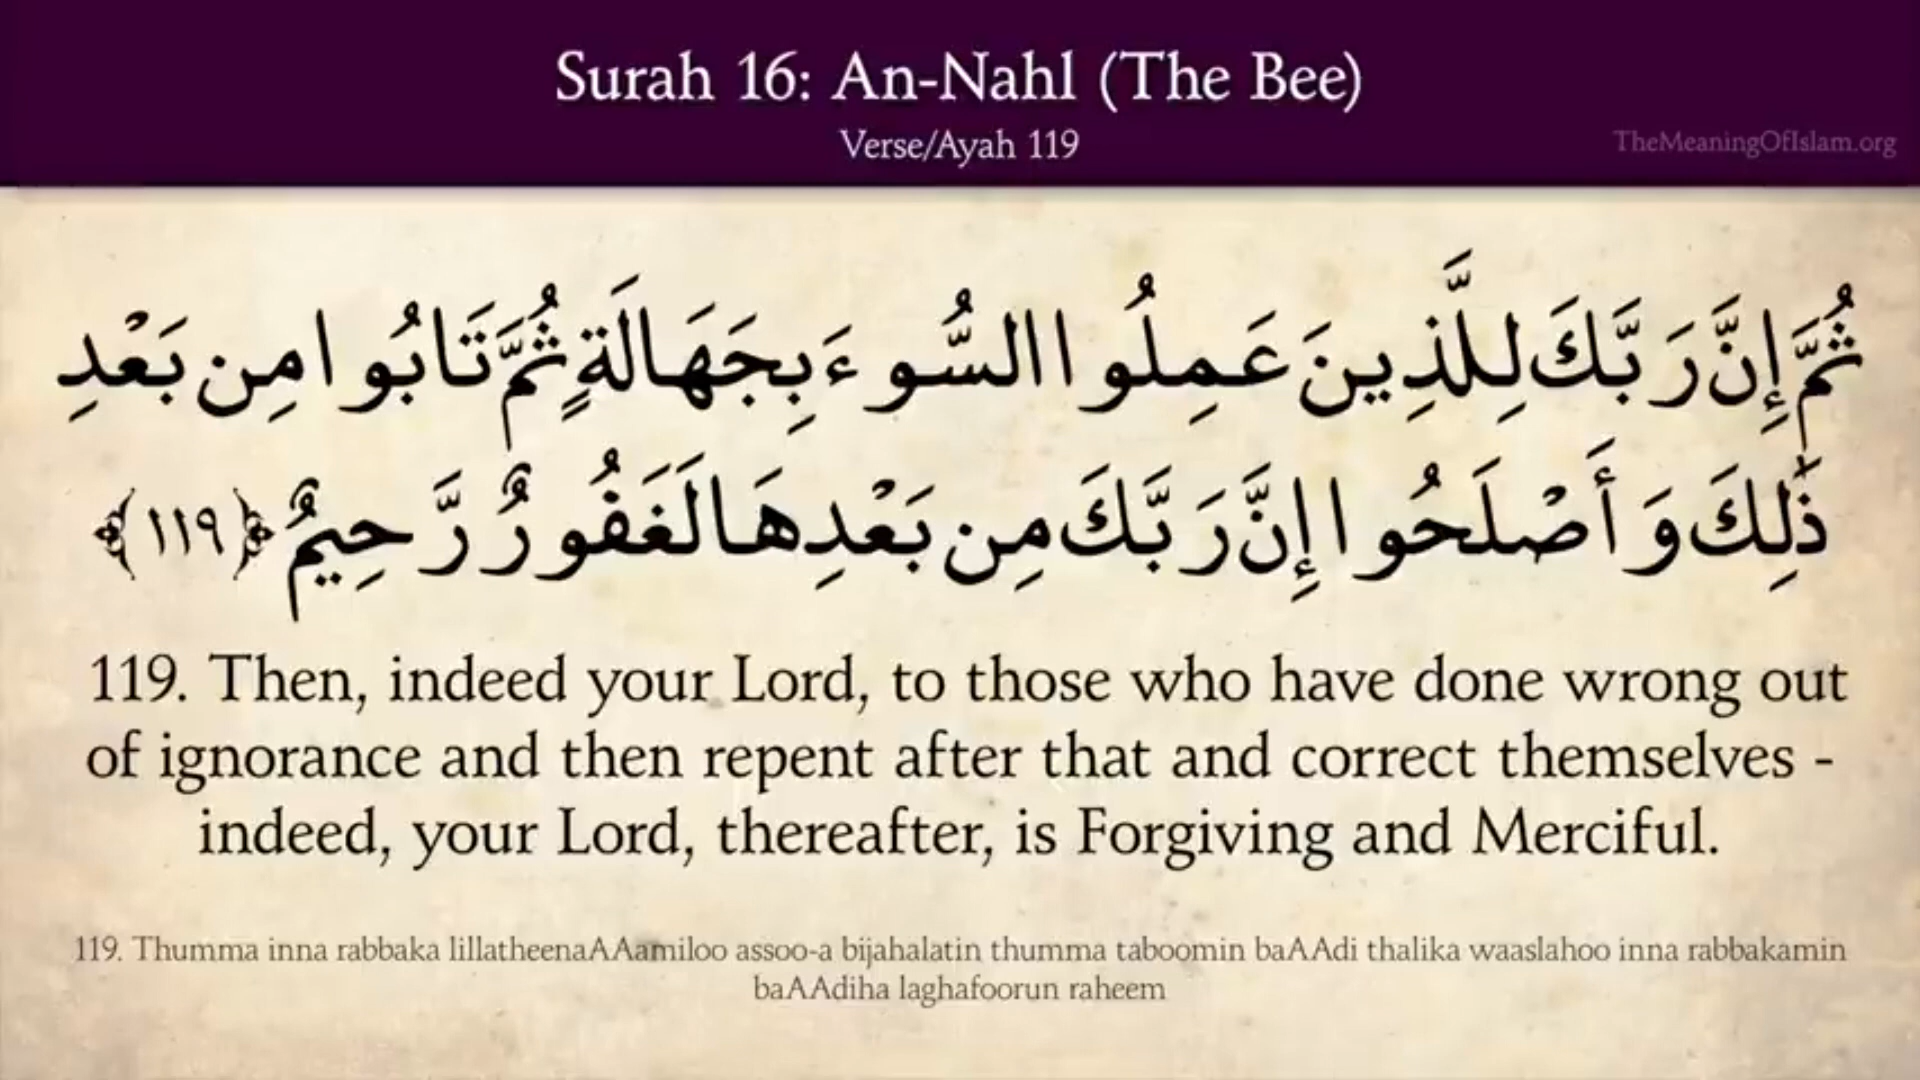 Surah 16: An-Nahl (The Bee)
Verse/Ayah 119
TheMeaningOfIslam.org
ثُمَّ إِنَّ رَبَّكَ لِلَّذِينَ عَمِلُوا السُّوءَ بِجَهَالَةٍ ثُمَّ تَابُوا مِن بَعْدِ
ذَٰلِكَ وَأَصْلَحُوا إِنَّ رَبَّكَ مِن بَعْدِهَا لَغَفُورٌ رَّحِيمٌ ﴿١١٩﴾
119. Then, indeed your Lord, to those who have done wrong out
of ignorance and then repent after that and correct themselves -
indeed, your Lord, thereafter, is Forgiving and Merciful.
119. Thumma inna rabbaka lillatheenaAAamiloo assoo-a bijahalatin thumma taboomin baAAdi thalika waaslahoo inna rabbakamin
baAAdiha laghafoorun raheem